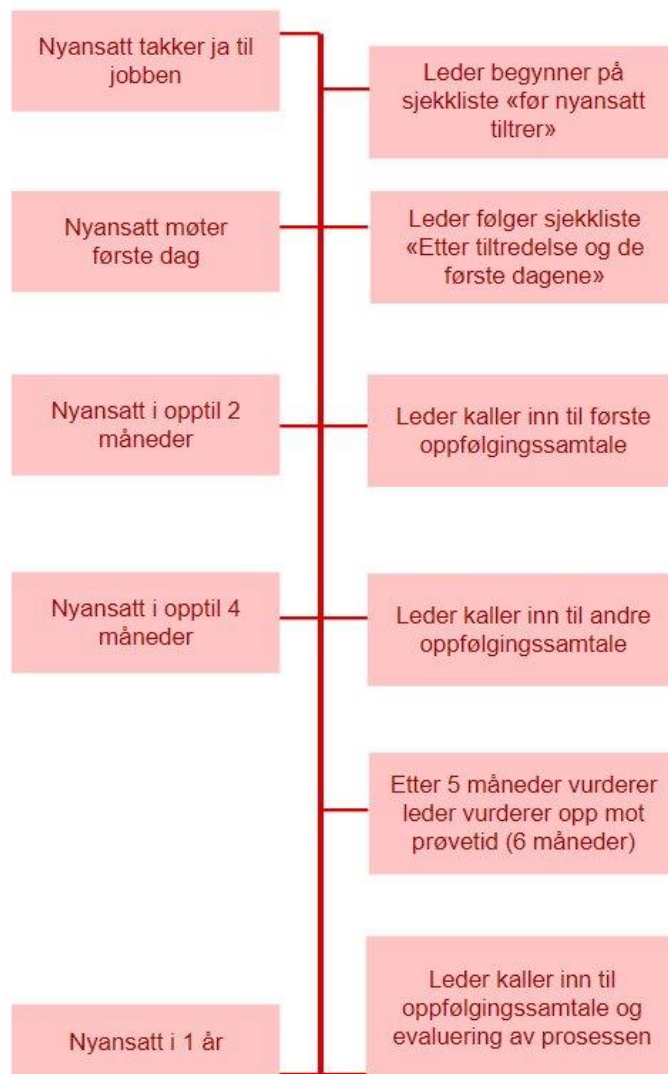 Nyansatt takker ja til
jobben
Leder begynner på
sjekkliste «før nyansatt
tiltrer»
Nyansatt møter
første dag
Leder følger sjekkliste
«Etter tiltredelse og de
første dagene»
Nyansatt i opptil 2
måneder
Leder kaller inn til første
oppfølgingssamtale
Nyansatt i opptil 4
måneder
Leder kaller inn til andre
oppfølgingssamtale
Etter 5 måneder vurderer
leder vurderer opp mot
prøvetid (6 måneder)
Nyansatt i 1 år
Leder kaller inn til
oppfølgingssamtale og
evaluering av prosessen